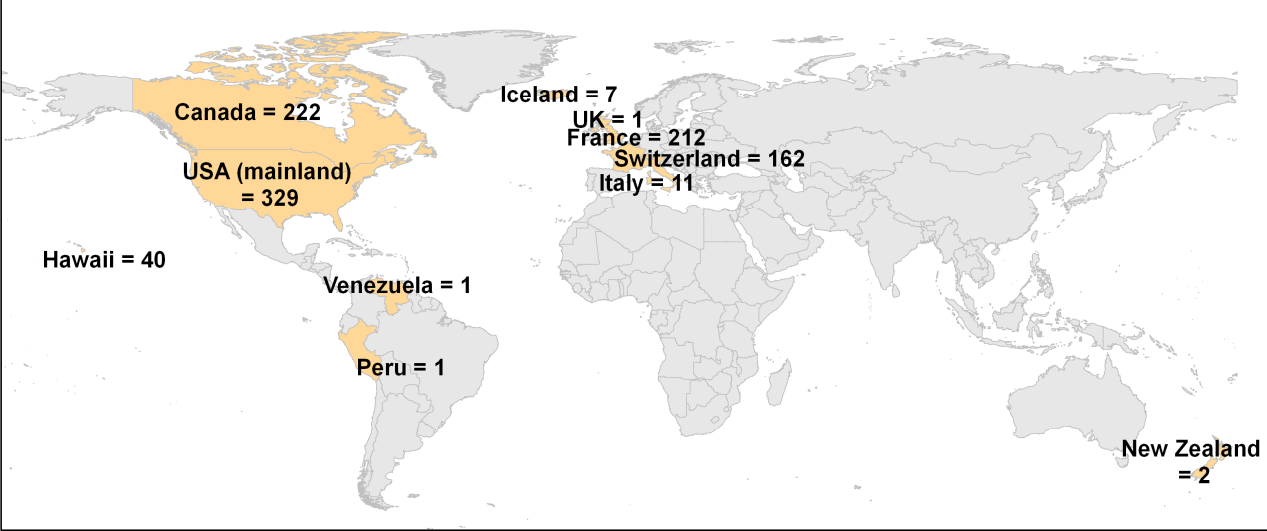 Iceland = 7
Canada = 222
UK = 1
France = 212
Switzerland = 162
USA (mainland)
= 329
Italy = 11
Hawaii = 40
Venezuela = 1
Peru = 1
New Zealand
= 2